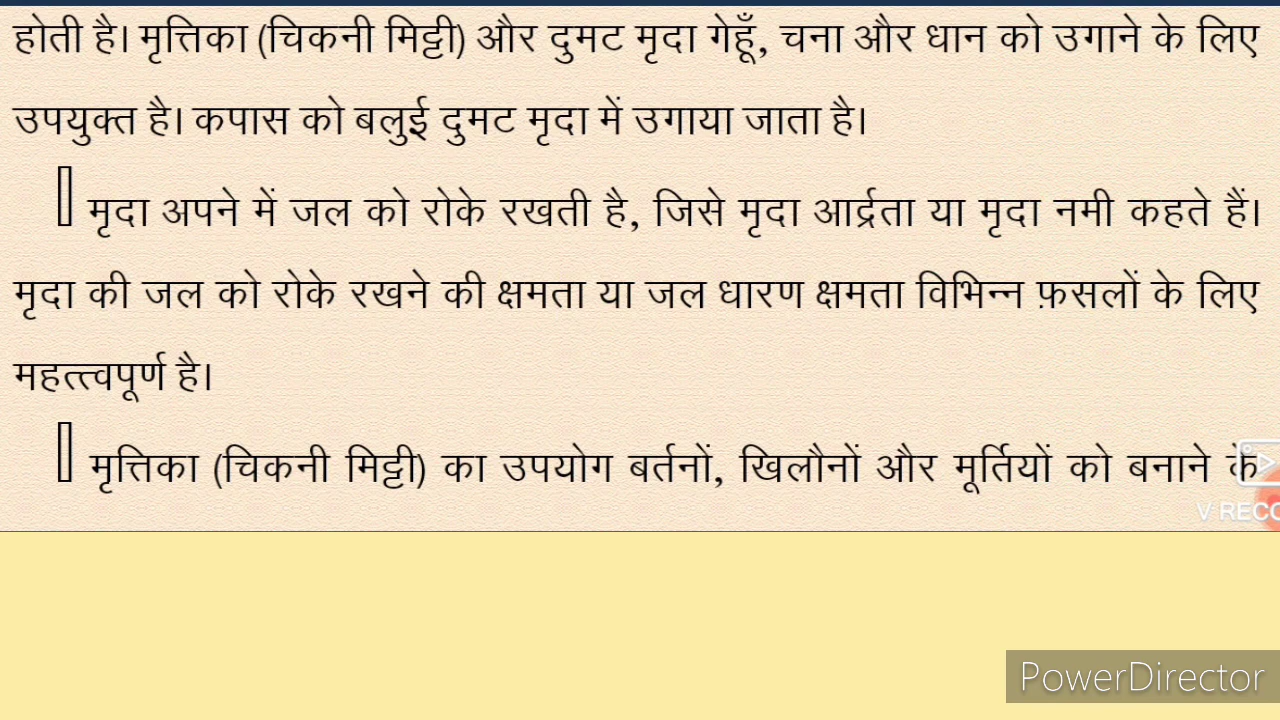 होती है। मृत्तिका (चिकनी मिट्टी) और दुमट मृदा गेहूँ, चना और धान को उगाने के लिए
उपयुक्त है। कपास को बलुई दुमट मृदा में उगाया जाता है।
मृदा अपने में जल को रोके रखती है, जिसे मृदा आर्द्रता या मृदा नमी कहते हैं।
मृदा की जल को रोके रखने की क्षमता या जल धारण क्षमता विभिन्न फ़सलों के लिए
महत्त्वपूर्ण है।
मृत्तिका (चिकनी मिट्टी) का उपयोग बर्तनों, खिलौनों और मूर्तियों को बनाने के
V RECO
PowerDirector